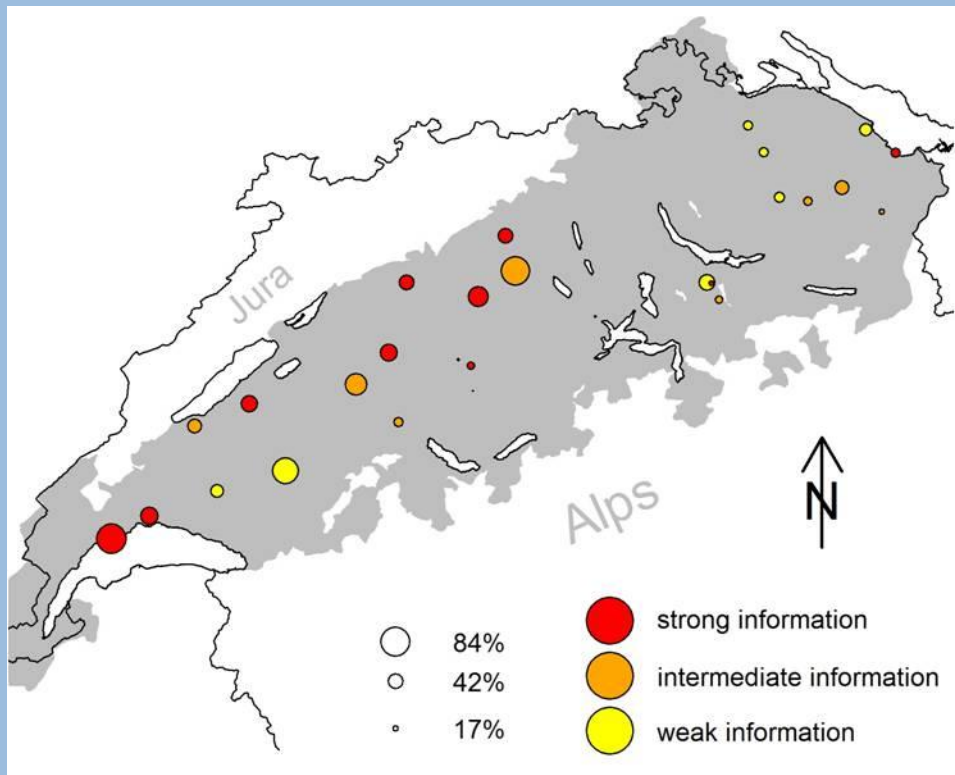 Jura
Alps
N
84%
42%
17%
strong information
intermediate information
weak information